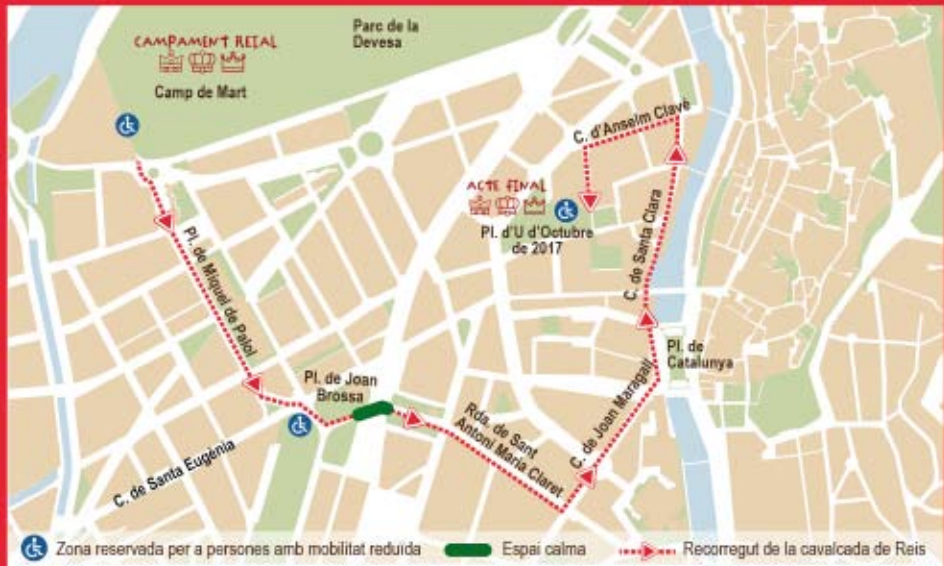 CAMPAMENT REIAL
Camp de Mart
Parc de la
Devesa
C. d'Anselm Clavé
ACTE FINAL
Pl. d'U d'Octubre
de 2017
C. de Santa Clara
Pl. de Miquel de Palol
Pl. de
Catalunya
Pl. de Joan
Brossa
C. de Joan Maragall
Rda. de Sant
Antoni Maria Claret
C. de Santa Eugènia
Zona reservada per a persones amb mobilitat reduïda
Espai calma
Recorregut de la cavalcada de Reis